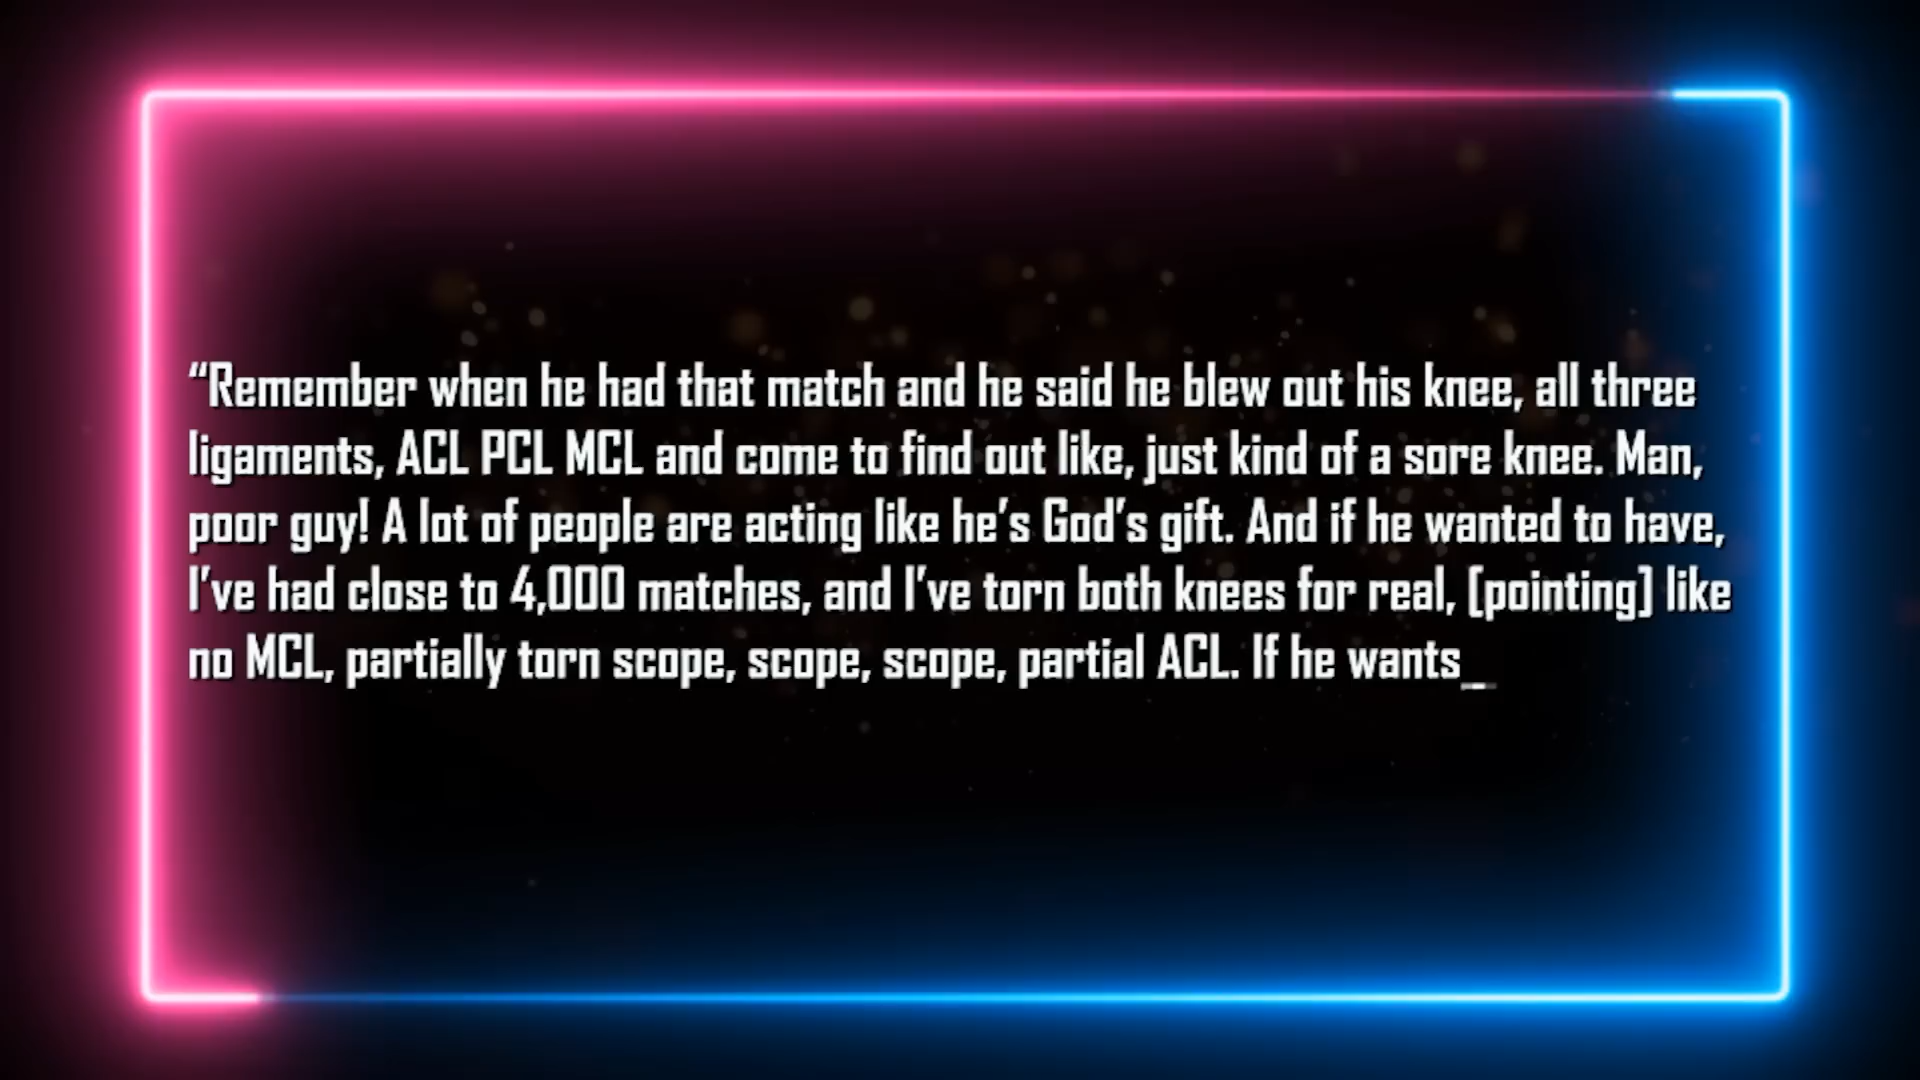 “Remember when he had that match and he said he blew out his knee, all three
ligaments, ACL PCL MCL and come to find out like, just kind of a sore knee. Man,
poor guy! A lot of people are acting like he’s God’s gift. And if he wanted to have,
I’ve had close to 4,000 matches, and I’ve torn both knees for real, [pointing] like
no MCL, partially torn scope, scope, scope, partial ACL. If he wants_